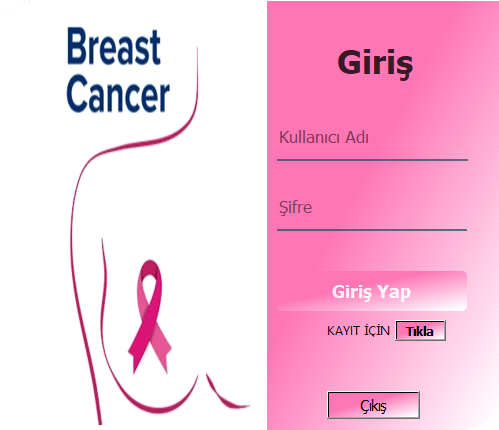 Breast
Cancer
Giriş
Kullanıcı Adı
Şifre
Giriş Yap
KAYIT İÇİN Tıkla
Çıkış